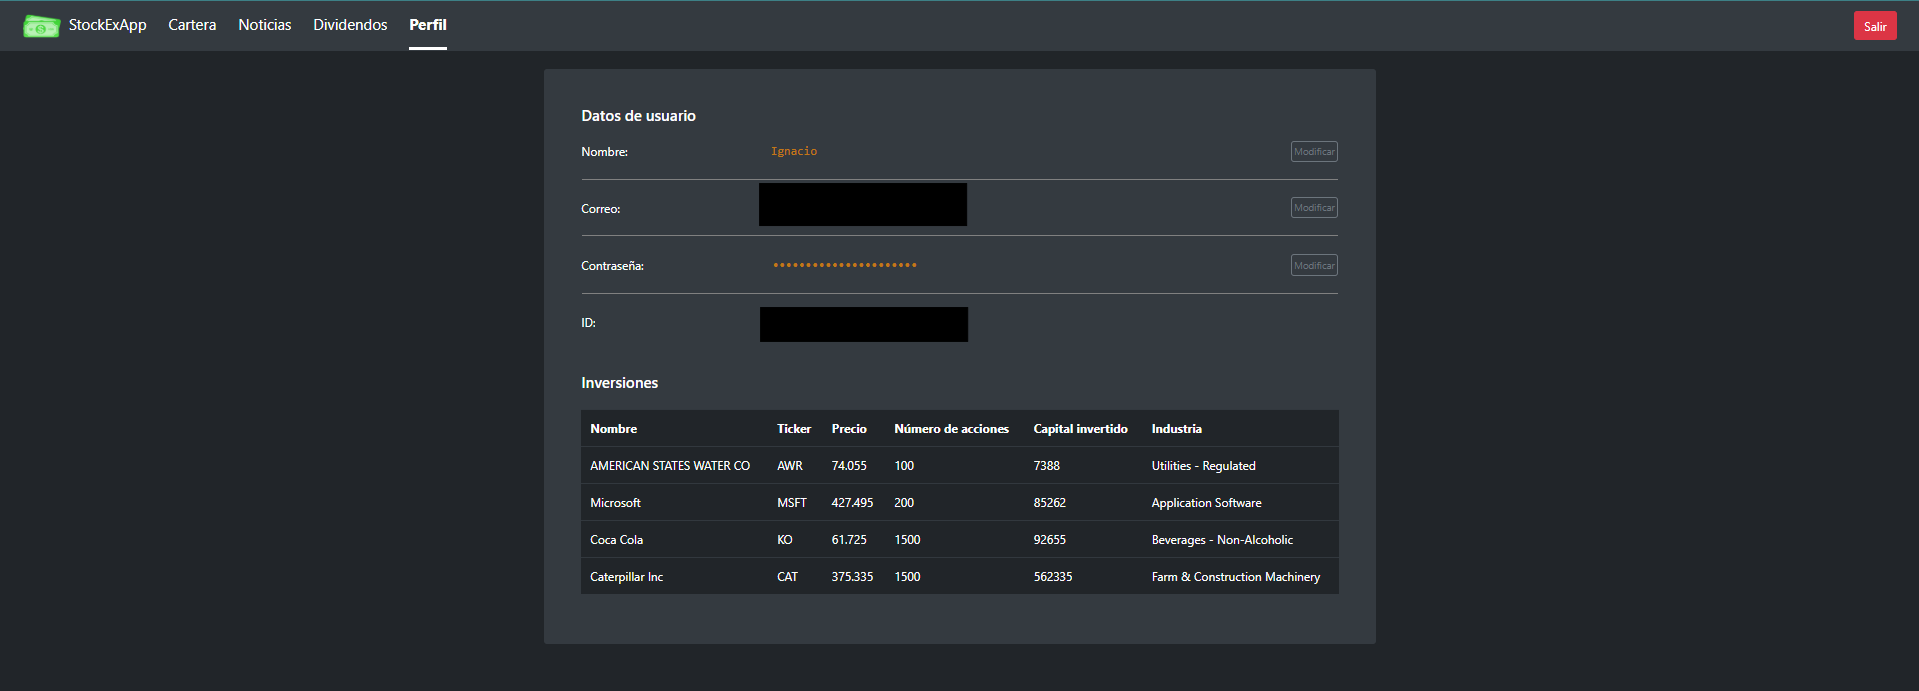 StockExApp Cartera Noticias Dividendos Perfil Salir
Datos de usuario
Nombre: Ignacio Modificar
Correo: Modificar
Contraseña: •••••••••••••••••••••• Modificar
ID:
Inversiones
Nombre Ticker Precio Número de acciones Capital invertido Industria
AMERICAN STATES WATER CO AWR 74.055 100 7388 Utilities - Regulated
Microsoft MSFT 427.495 200 85262 Application Software
Coca Cola KO 61.725 1500 92655 Beverages - Non-Alcoholic
Caterpillar Inc CAT 375.335 1500 562335 Farm & Construction Machinery